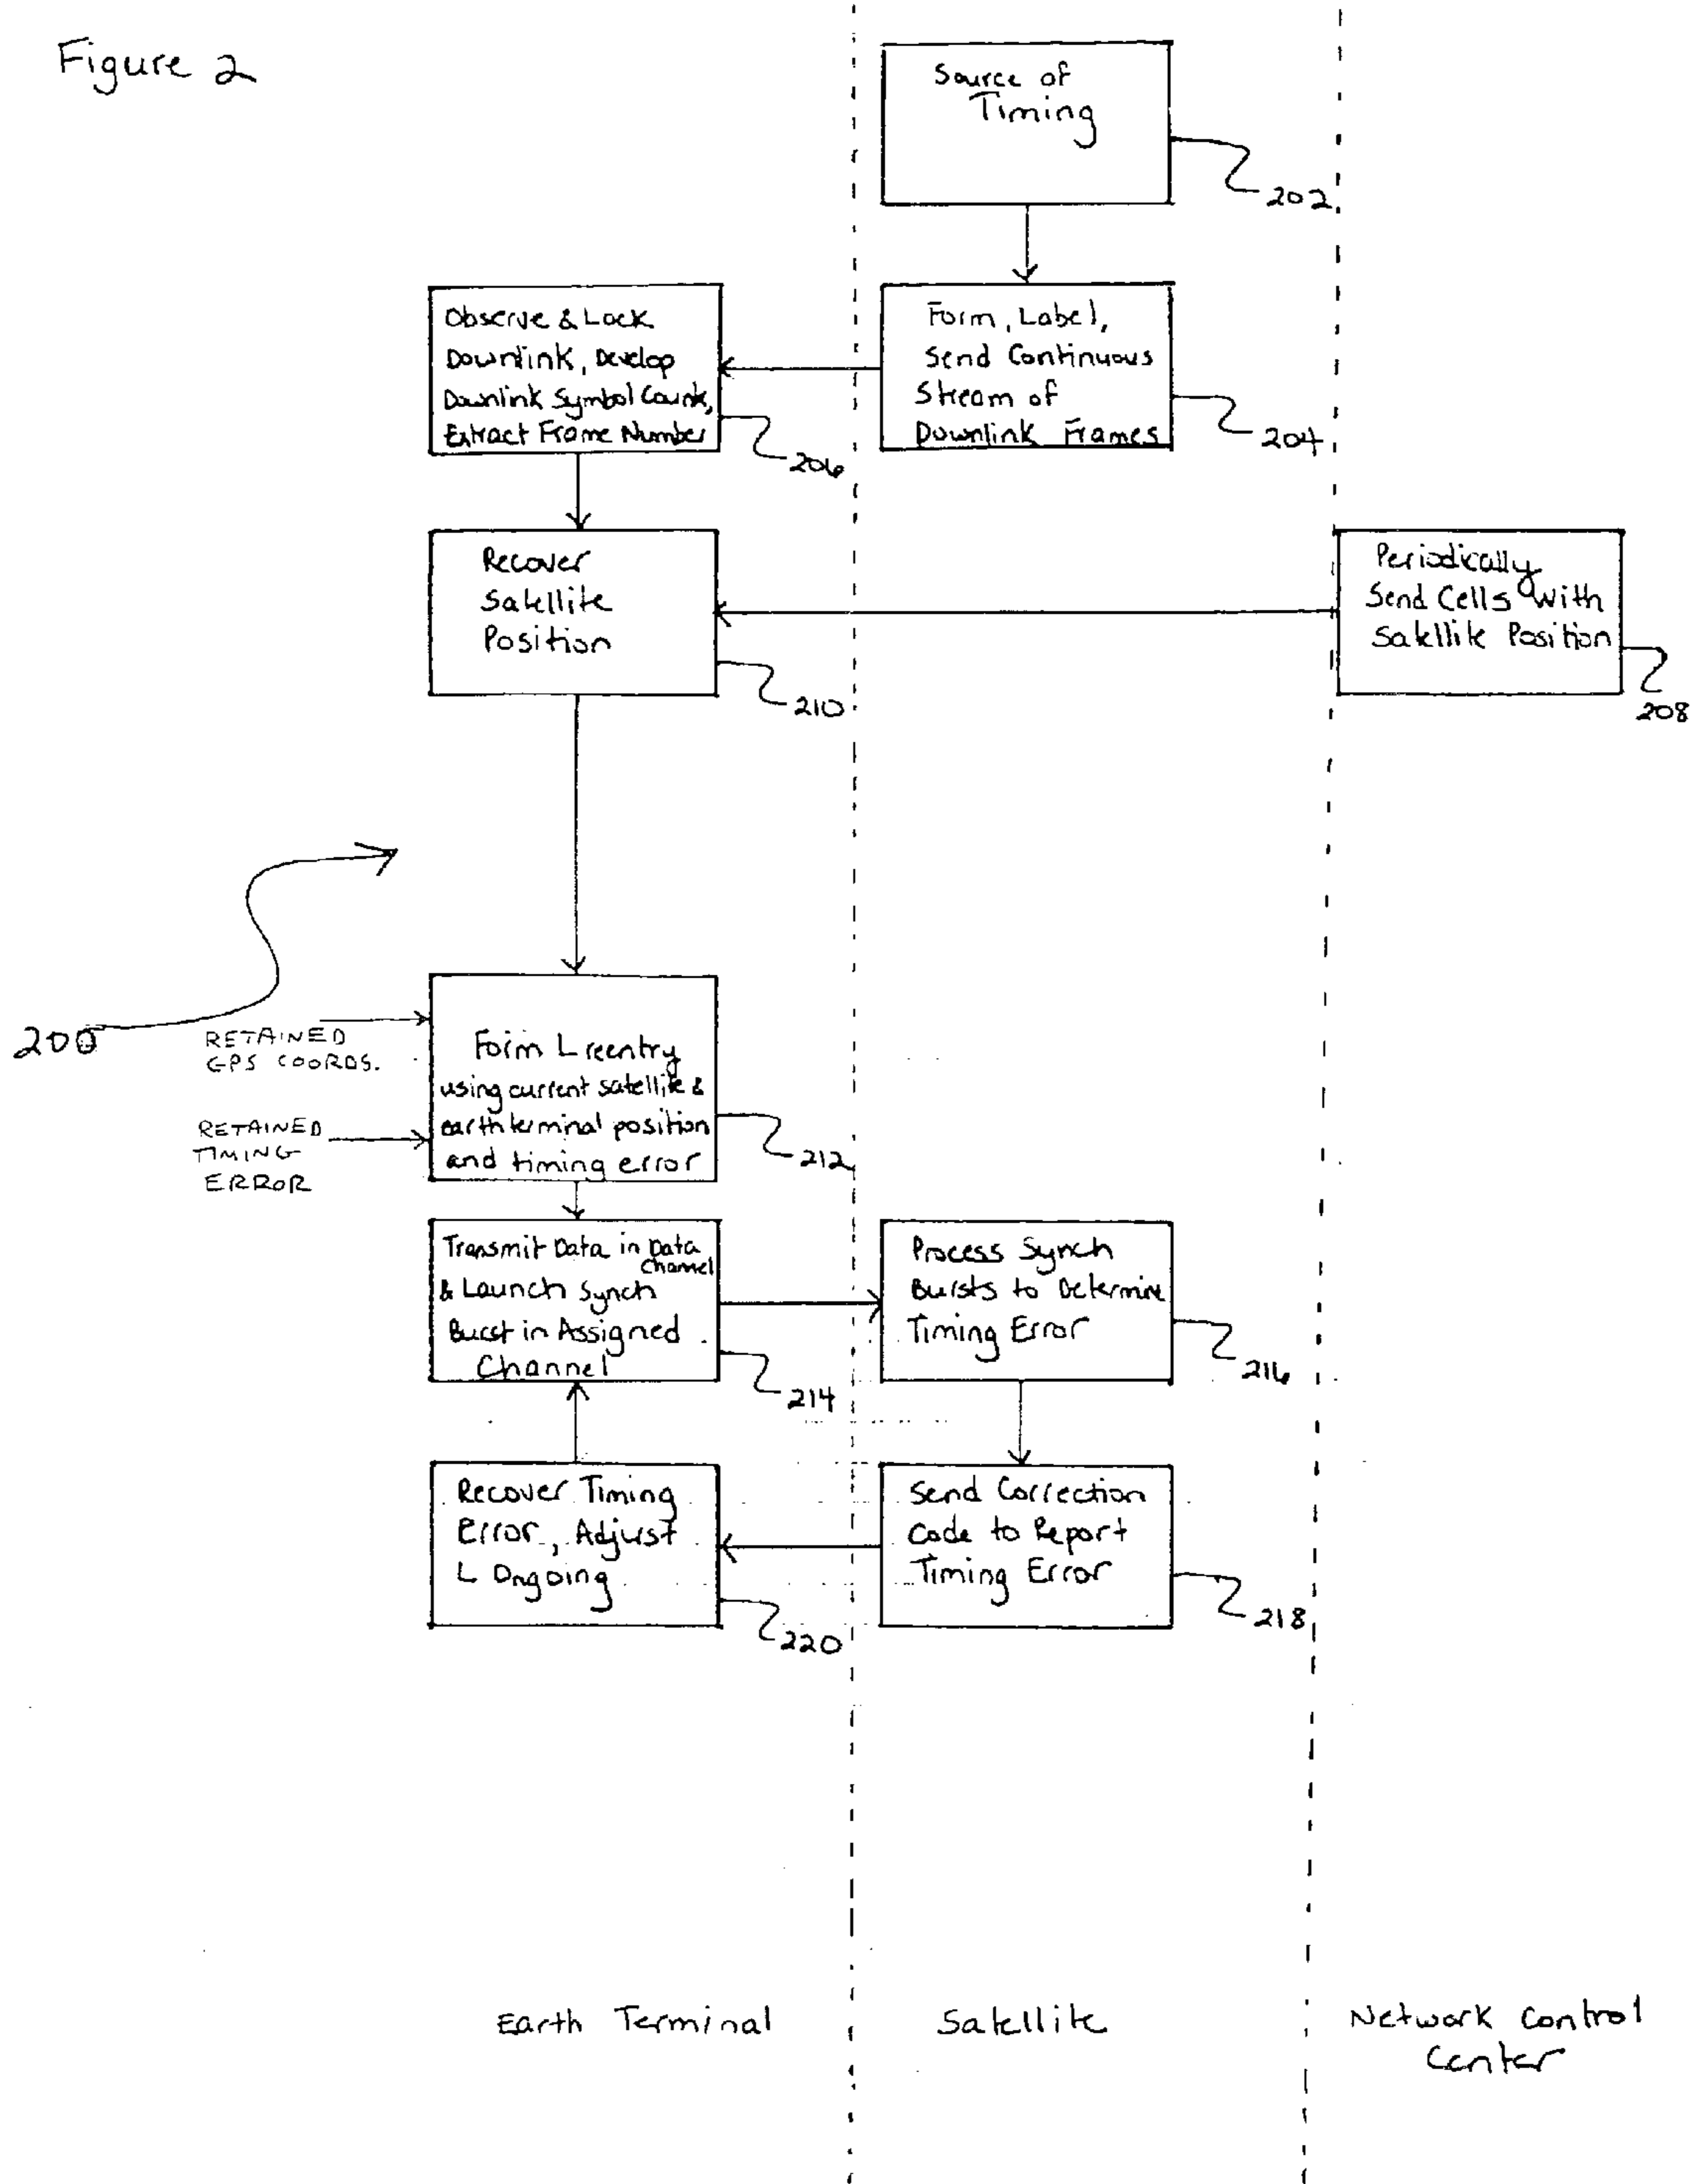 Figure 2
Source of
Timing
202
Observe & Lock
Downlink, Develop
Downlink Symbol Count,
Extract Frame Number
206
Form, Label,
Send Continuous
Stream of
Downlink Frames
204
Recover
Satellite
Position
210
Periodically
Send Cells With
Satellite Position
208
200
RETAINED
GPS COORDS.
RETAINED
TIMING
ERROR
Form L reentry
using current satellite &
earth terminal position
and timing error
212
Transmit Data in Data
Channel
& Launch Synch
Burst in Assigned
Channel
214
Process Synch
Bursts to Determine
Timing Error
216
Recover Timing
Error, Adjust
L Ongoing
220
Send Correction
Code to Report
Timing Error
218
Earth Terminal
Satellite
Network Control
Center